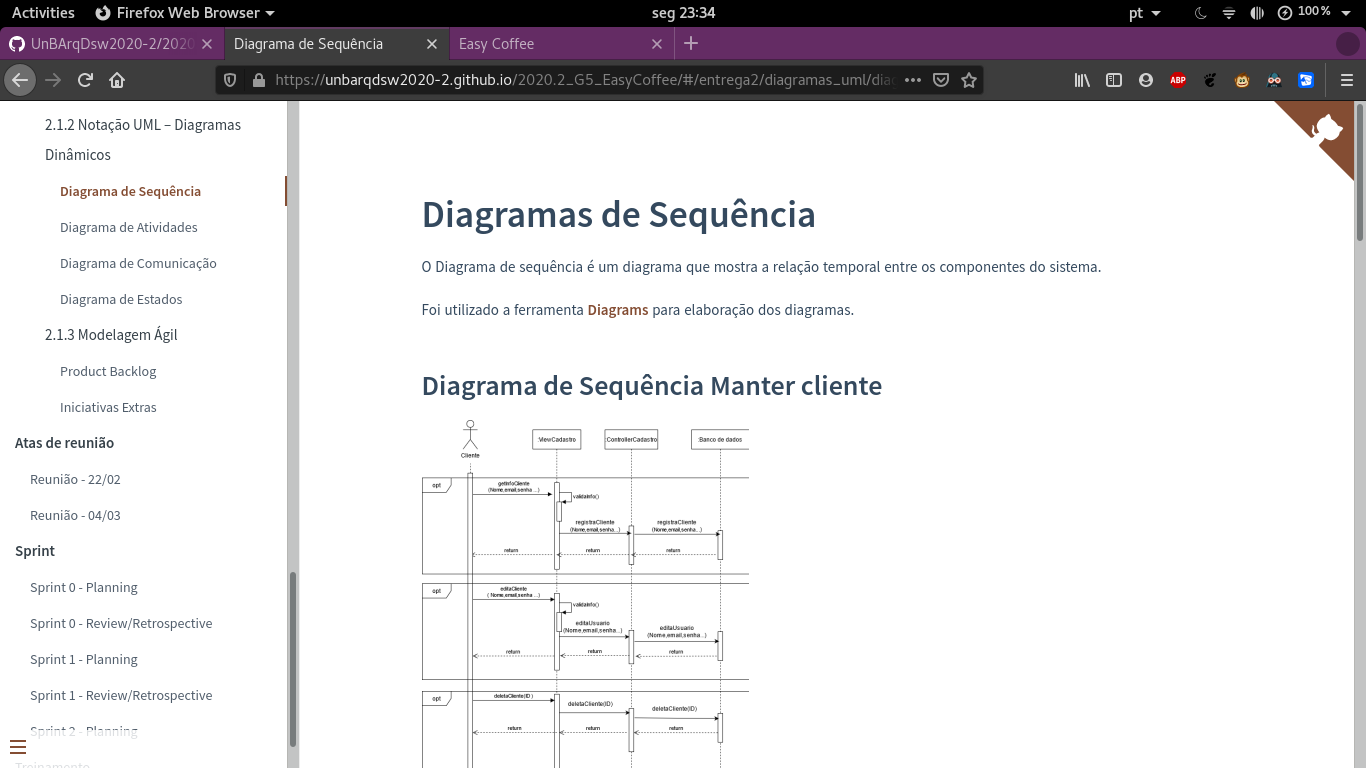 Activities Firefox Web Browser seg 23:34 pt 100%
UnBArqDsw2020-2/2020 Diagrama de Sequência Easy Coffee
https://unbarqdsw2020-2.github.io/2020.2_G5_EasyCoffee/#/entrega2/diagramas_uml/dia
ABP
2.1.2 Notação UML – Diagramas
Dinâmicos
Diagrama de Sequência
Diagrama de Atividades
Diagrama de Comunicação
Diagrama de Estados
2.1.3 Modelagem Ágil
Product Backlog
Iniciativas Extras
Atas de reunião
Reunião - 22/02
Reunião - 04/03
Sprint
Sprint 0 - Planning
Sprint 0 - Review/Retrospective
Sprint 1 - Planning
Sprint 1 - Review/Retrospective
Sprint 2 - Planning
Treinamento
Diagramas de Sequência
O Diagrama de sequência é um diagrama que mostra a relação temporal entre os componentes do sistema.
Foi utilizado a ferramenta Diagrams para elaboração dos diagramas.
Diagrama de Sequência Manter cliente
Cliente
:ViewCadastro
:ControllerCadastro
:Banco de dados
opt
getInfoCliente
(Nome,email,senha ...)
validaInfo()
registraCliente
(Nome,email,senha...)
registraCliente
(Nome,email,senha...)
return
return
return
opt
editaCliente
( Nome,email,senha ...)
validaInfo()
editaUsuario
(Nome,email,senha...)
editaUsuario
(Nome,email,senha...)
return
return
return
opt
deletaCliente(ID )
deletaCliente(ID)
deletaCliente(ID)
return
return
return